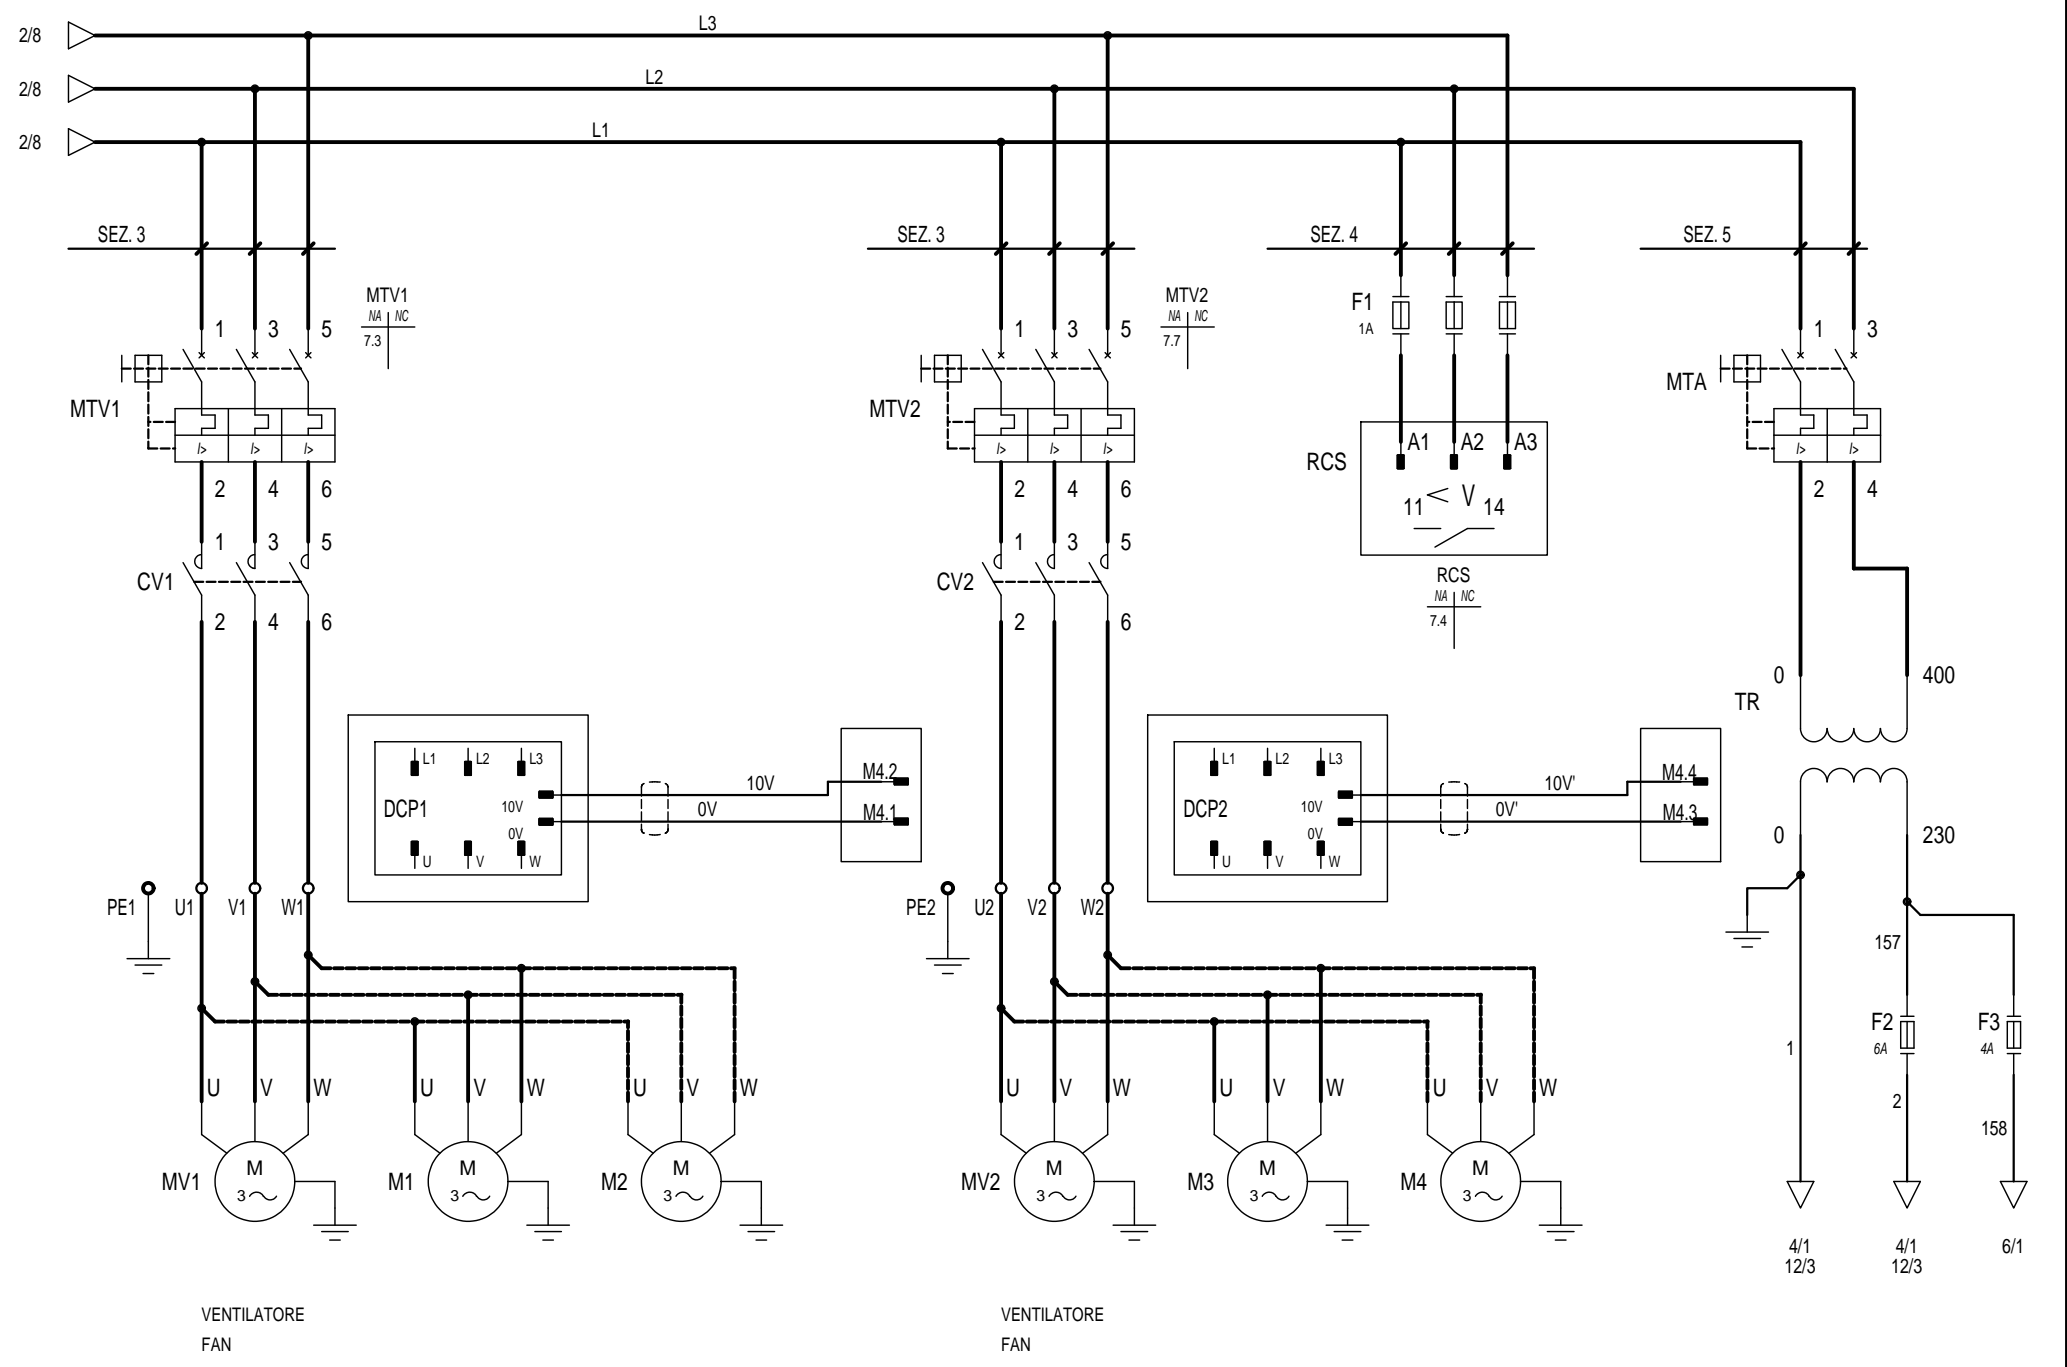 2/8 L3
2/8 L2
2/8 L1
SEZ. 3 SEZ. 3 SEZ. 4 SEZ. 5
MTV1 MTV2
NA NC NA NC
7.3 7.7
F1
1A
1 3 5 1 3 5 1 3
MTV1 MTV2 MTA
I> I> I> I> I> I> I> I>
RCS A1 A2 A3
11 < V 14
2 4 6 2 4 6 2 4
1 3 5 1 3 5
CV1 CV2
RCS
NA NC
7.4
2 4 6 2 6
0 400
TR
L1 L2 L3 L1 L2 L3
DCP1 10V 10V M4.2 DCP2 10V 10V' M4.4
0V 0V M4.1 0V 0V' M4.3
U V W U V W
0 230
PE1 U1 V1 W1 PE2 U2 V2 W2
157
F2 F3
6A 4A
1
2
158
U V W U V W U V W U V W U V W U V W
M M M M M M
MV1 3 M1 3 M2 3 MV2 3 M3 3 M4 3
4/1 4/1 6/1
12/3 12/3
VENTILATORE VENTILATORE
FAN FAN